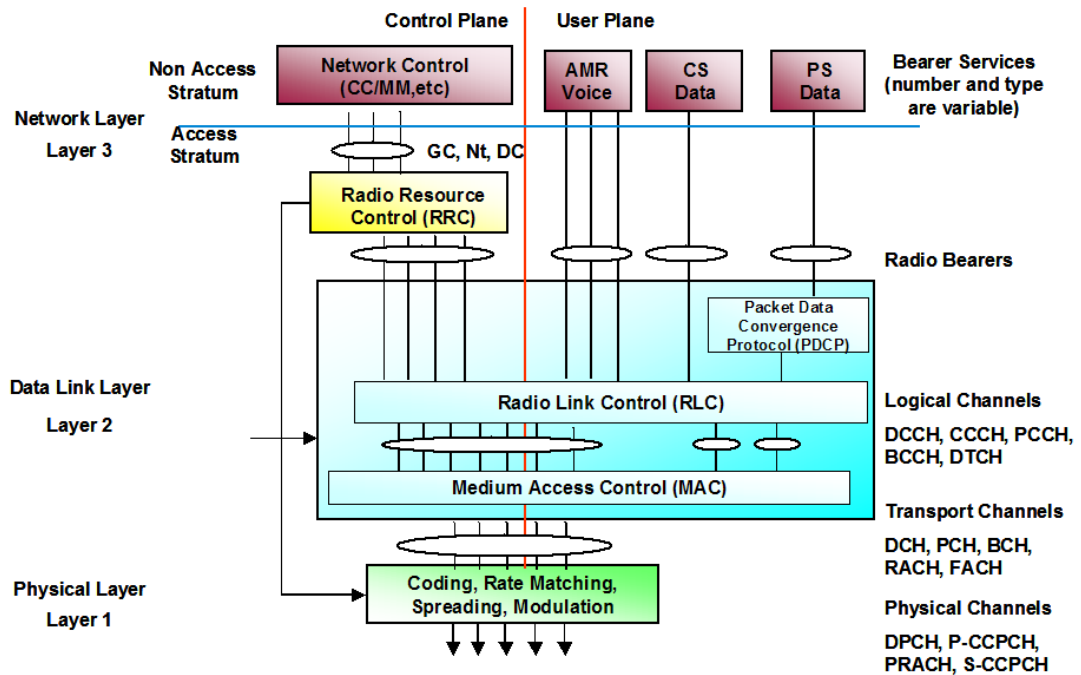 Control Plane
User Plane
Non Access
Stratum
Network Control
(CC/MM,etc)
AMR
Voice
CS
Data
PS
Data
Bearer Services
(number and type
are variable)
Network Layer
Layer 3
Access
Stratum
GC, Nt, DC
Radio Resource
Control (RRC)
Radio Bearers
Packet Data
Convergence
Protocol (PDCP)
Data Link Layer
Layer 2
Radio Link Control (RLC)
Logical Channels
DCCH, CCCH, PCCH,
BCCH, DTCH
Medium Access Control (MAC)
Transport Channels
DCH, PCH, BCH,
RACH, FACH
Physical Layer
Layer 1
Coding, Rate Matching,
Spreading, Modulation
Physical Channels
DPCH, P-CCPCH,
PRACH, S-CCPCH